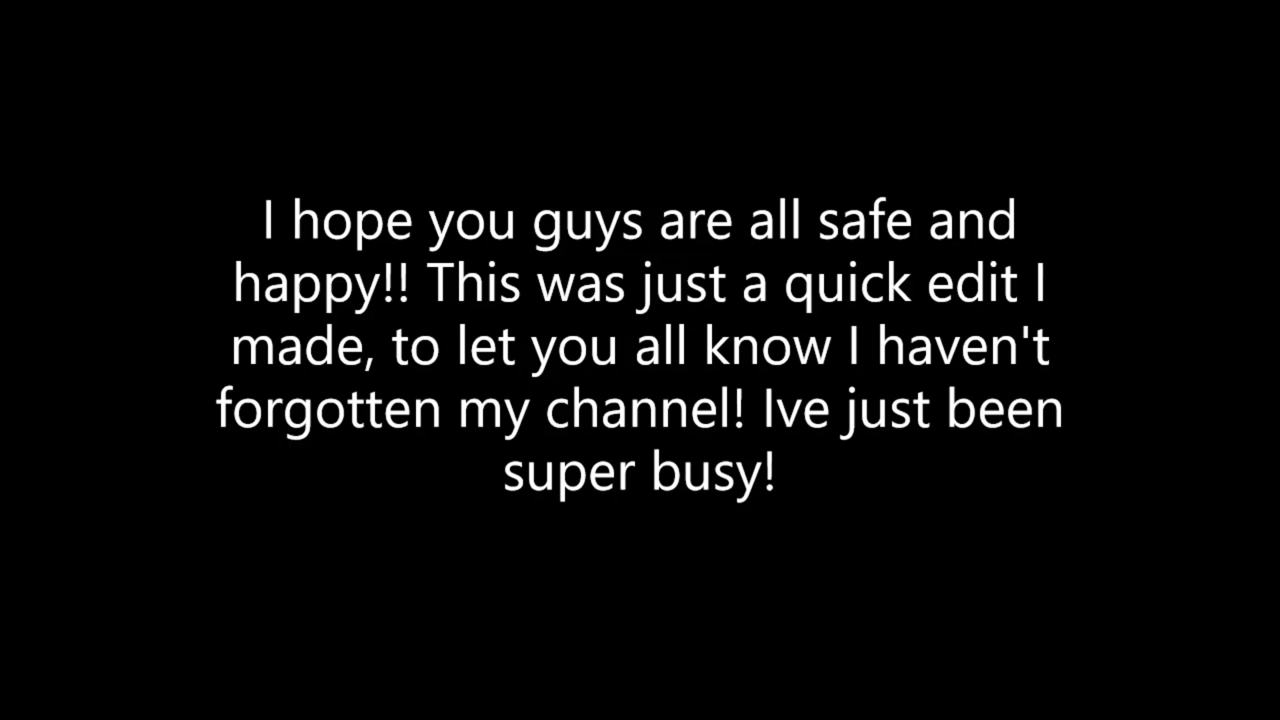 I hope you guys are all safe and
happy!! This was just a quick edit I
made, to let you all know I haven't
forgotten my channel! Ive just been
super busy!